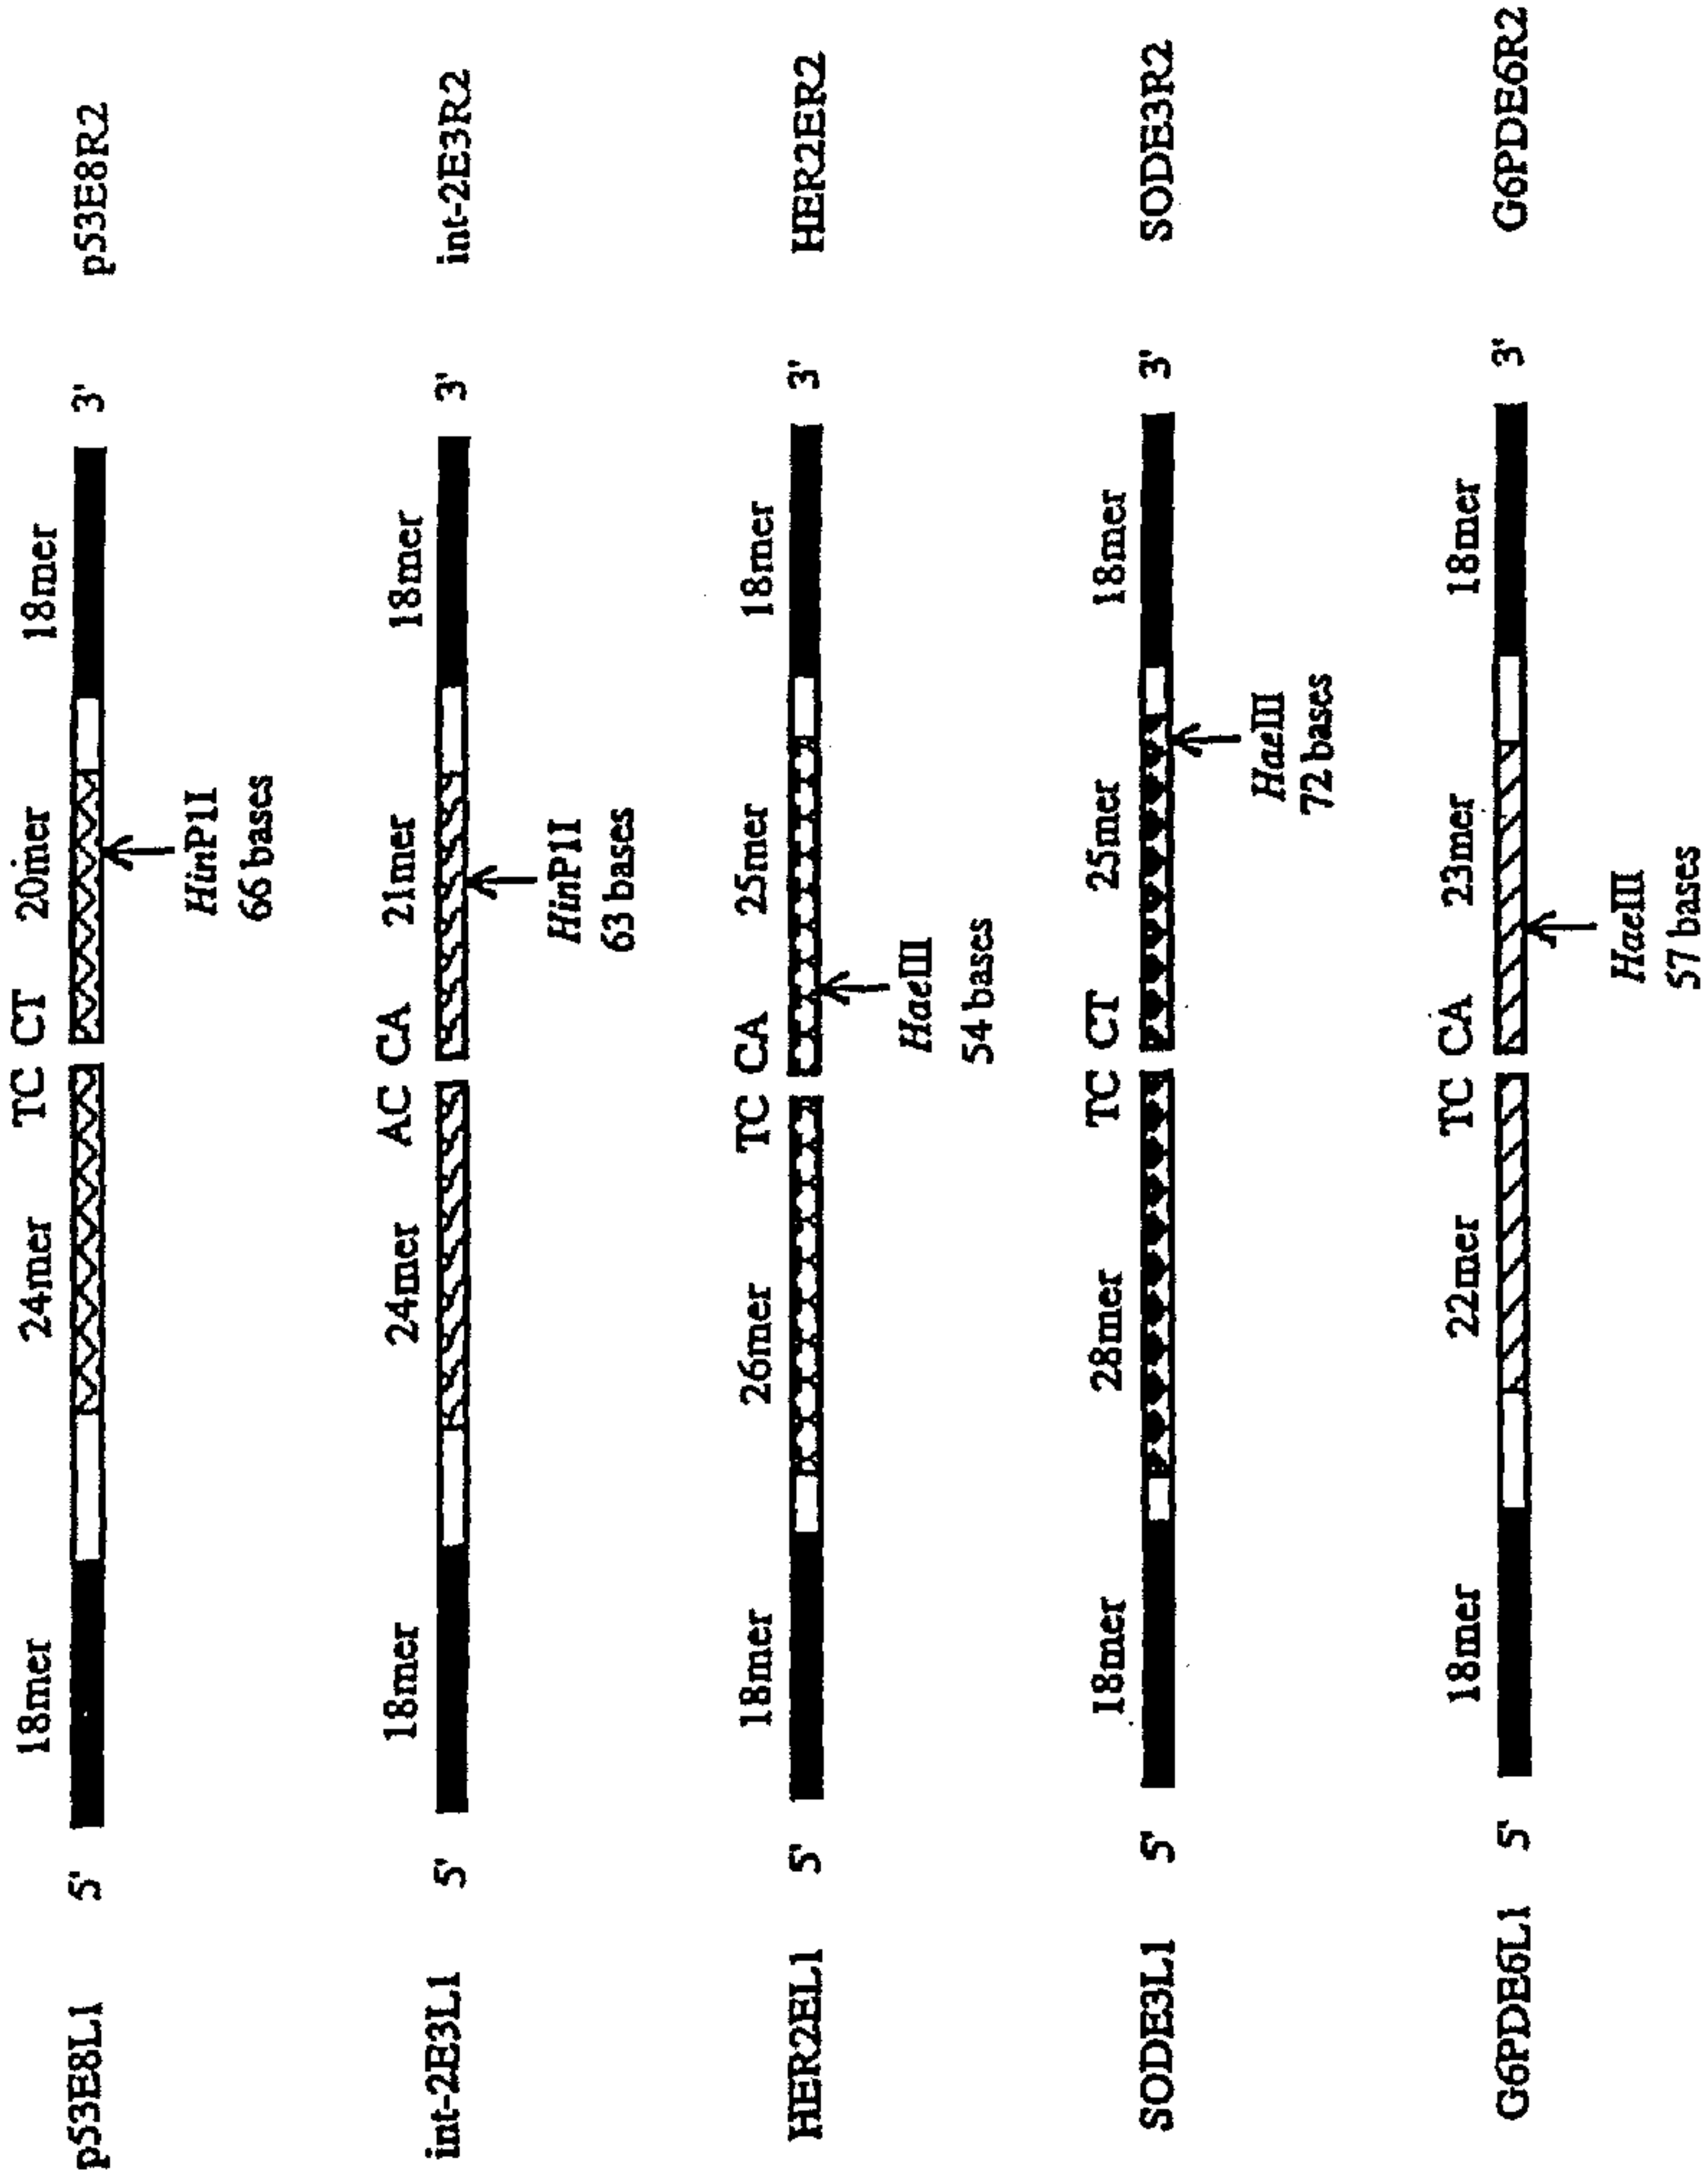 18mer 24mer TC CT 20mer 18mer
p53E8L1 5' 3' p53E8R2
HinP1I
66 bases
18mer 24mer AC CA 21mer 18mer
int-2E3L1 5' 3' int-2E3R2
HinP1I
63 bases
18mer 26mer TC CA 25mer 18mer
HER2EL1 5' 3' HER2ER2
HaeIII
54 bases
18mer 28mer TC CT 25mer 18mer
SODE3L1 5' 3' SODE3R2
HaeIII
72 bases
18mer 22mer TC CA 23mer 18mer
G6PDE6L1 5' 3' G6PDE6R2
HaeIII
57 bases